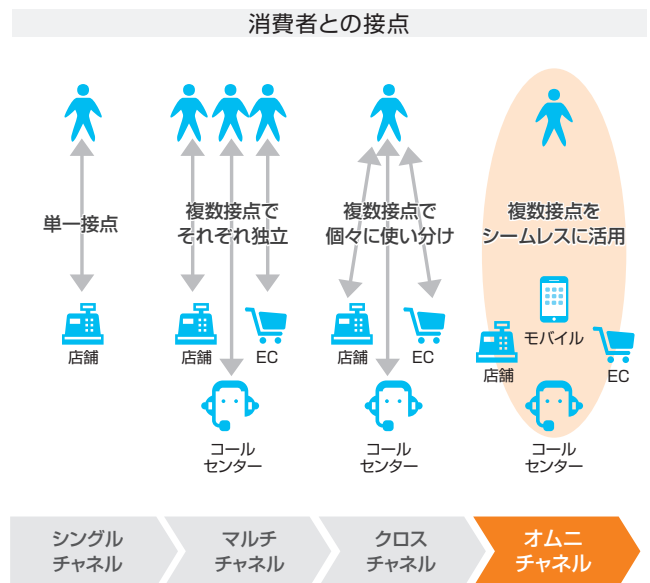 消費者との接点
単一接点
複数接点で
それぞれ独立
複数接点で
個々に使い分け
複数接点を
シームレスに活用
店舗
店舗
EC
コール
センター
店舗
EC
コール
センター
モバイル
店舗
EC
コール
センター
シングル
チャネル
マルチ
チャネル
クロス
チャネル
オムニ
チャネル